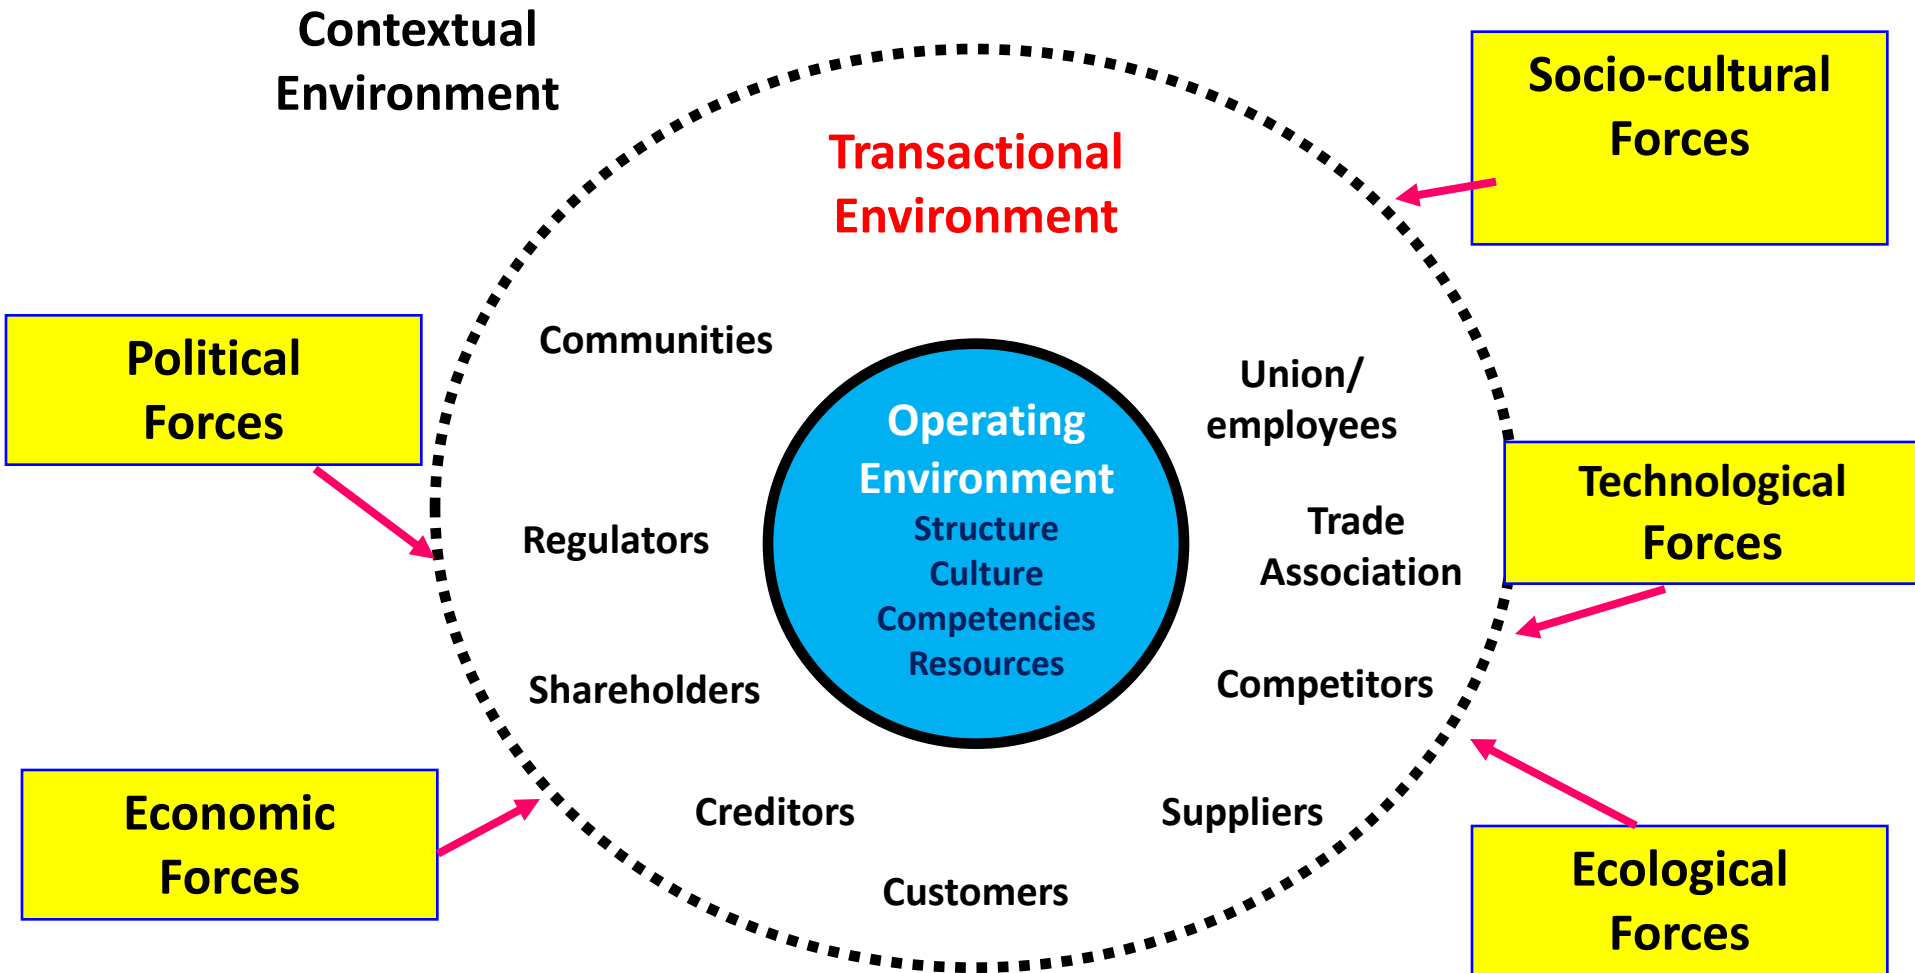 Contextual
Environment
Socio-cultural
Forces
Transactional
Environment
Political
Forces
Communities
Union/
employees
Operating
Environment
Structure
Culture
Competencies
Resources
Regulators
Trade
Association
Technological
Forces
Shareholders
Competitors
Economic
Forces
Creditors
Suppliers
Customers
Ecological
Forces